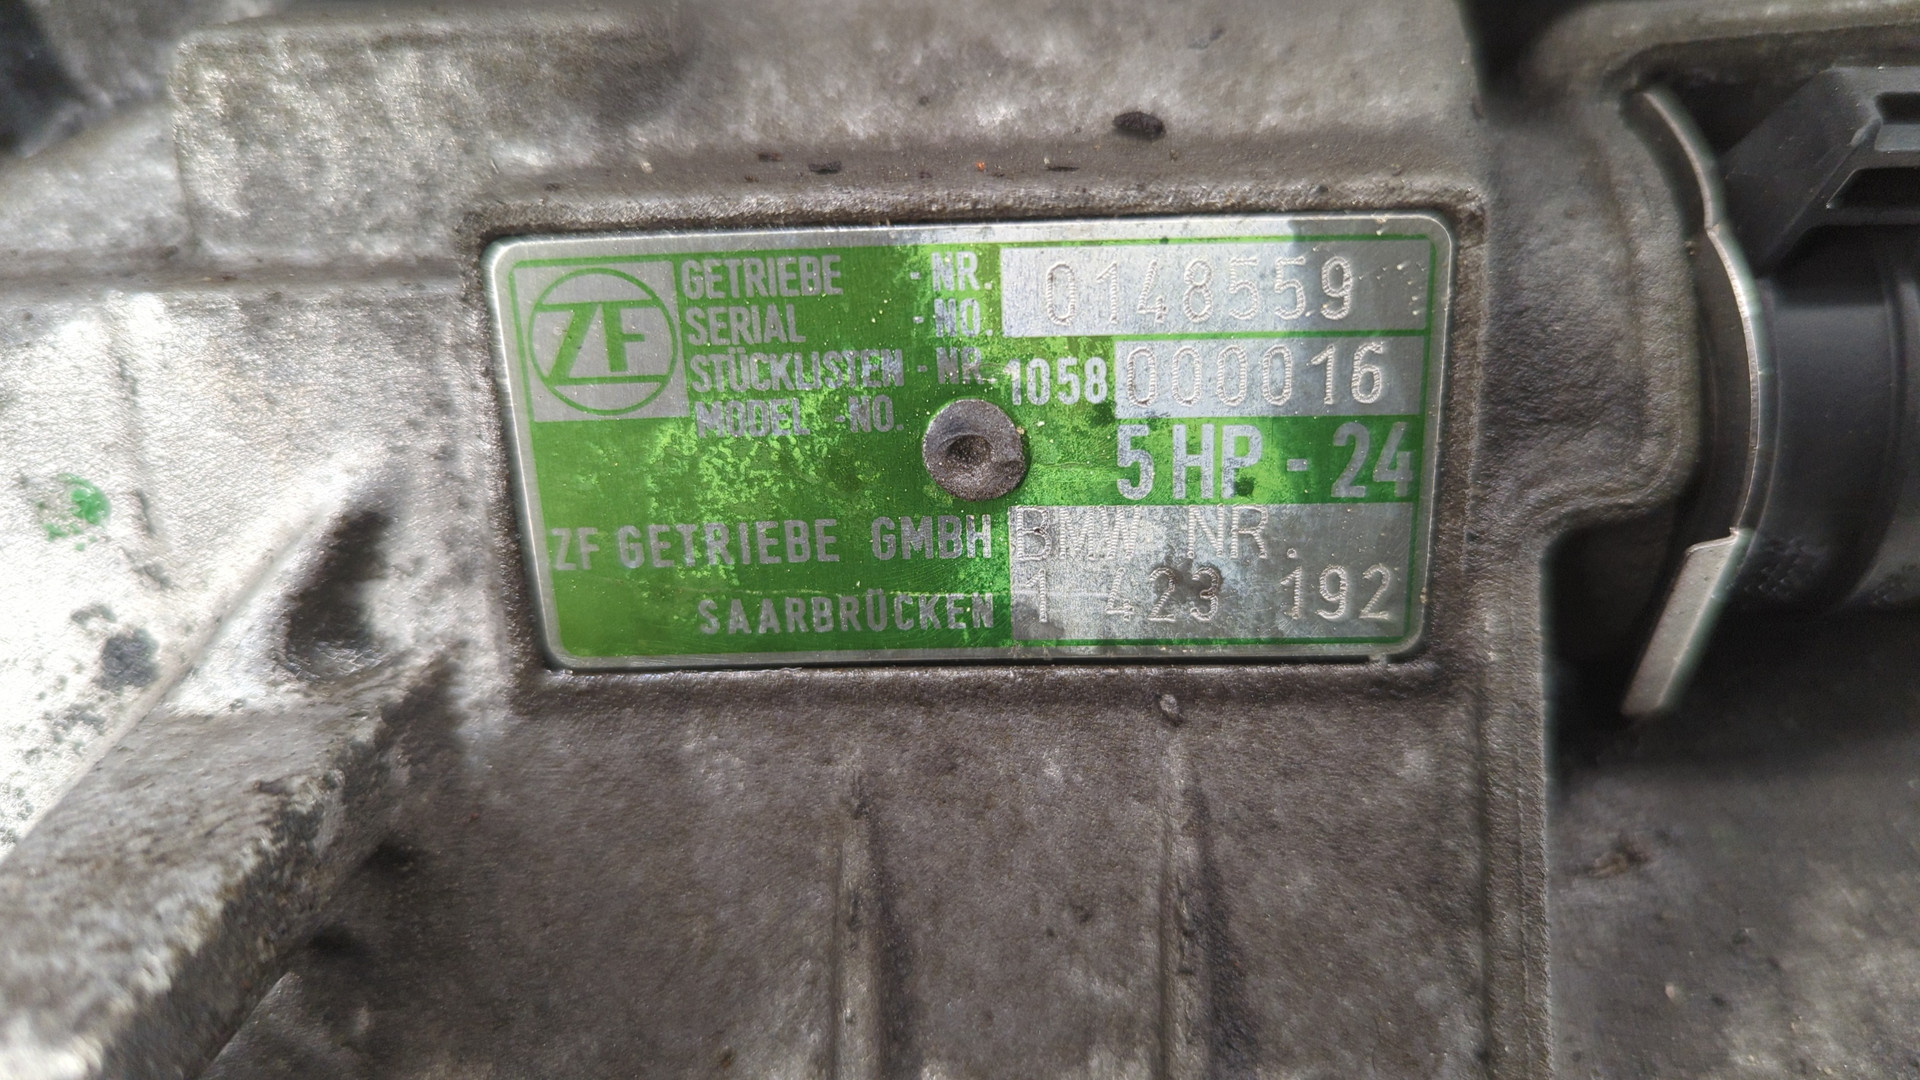 ZF
GETRIEBE -NR. 0148559
SERIAL -NO.
STÜCKLISTEN -NR. 1058 000016
MODEL -NO.
5 HP - 24
ZF GETRIEBE GMBH BMW NR.
SAARBRÜCKEN 1 423 192